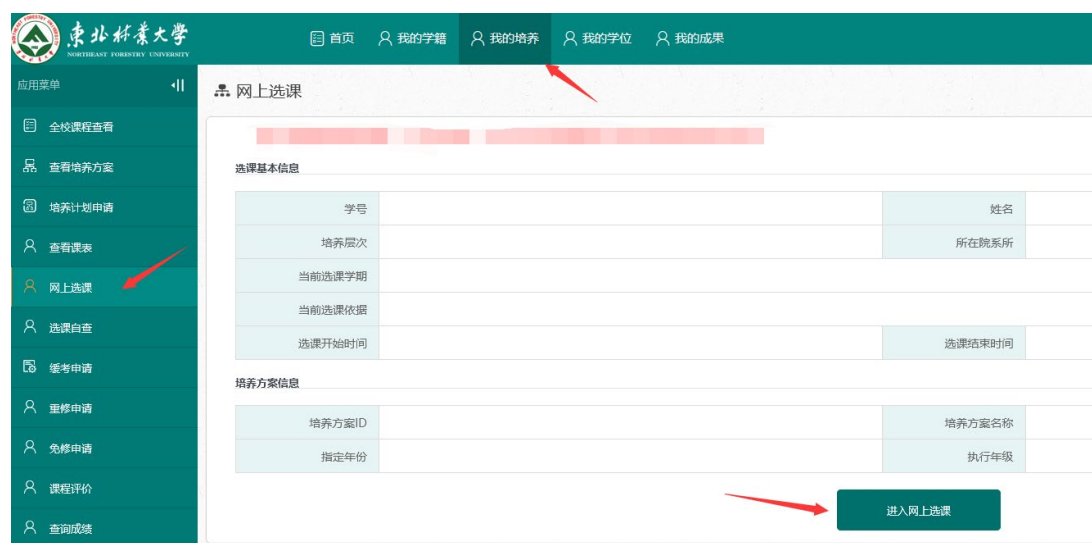 東北林業大學
NORTHEAST FORESTRY UNIVERSITY
首页 我的学籍 我的培养 我的学位 我的成果
应用菜单
全校课程查看
查看培养方案
培养计划申请
查看课表
网上选课
选课自查
缓考申请
重修申请
免修申请
课程评价
查询成绩
网上选课
选课基本信息
学号 姓名
培养层次 所在院系所
当前选课学期
当前选课依据
选课开始时间 选课结束时间
培养方案信息
培养方案ID 培养方案名称
指定年份 执行年级
进入网上选课